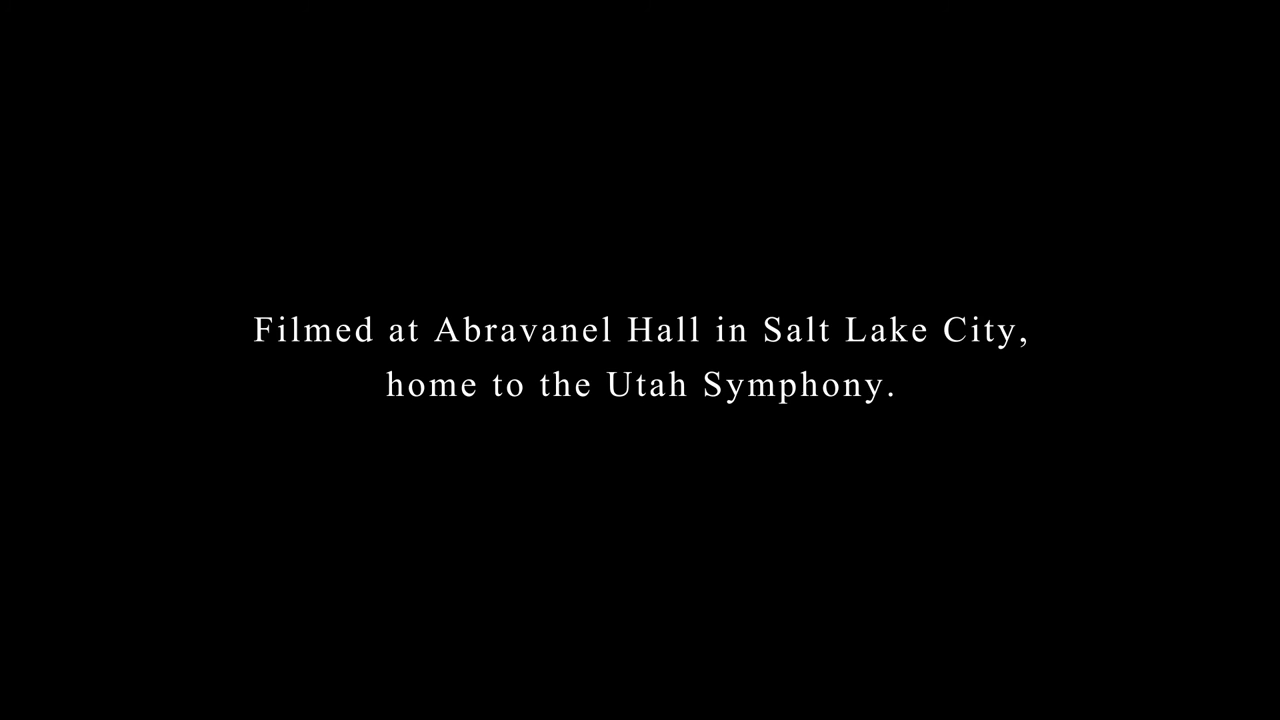 Filmed at Abravanel Hall in Salt Lake City,
home to the Utah Symphony.